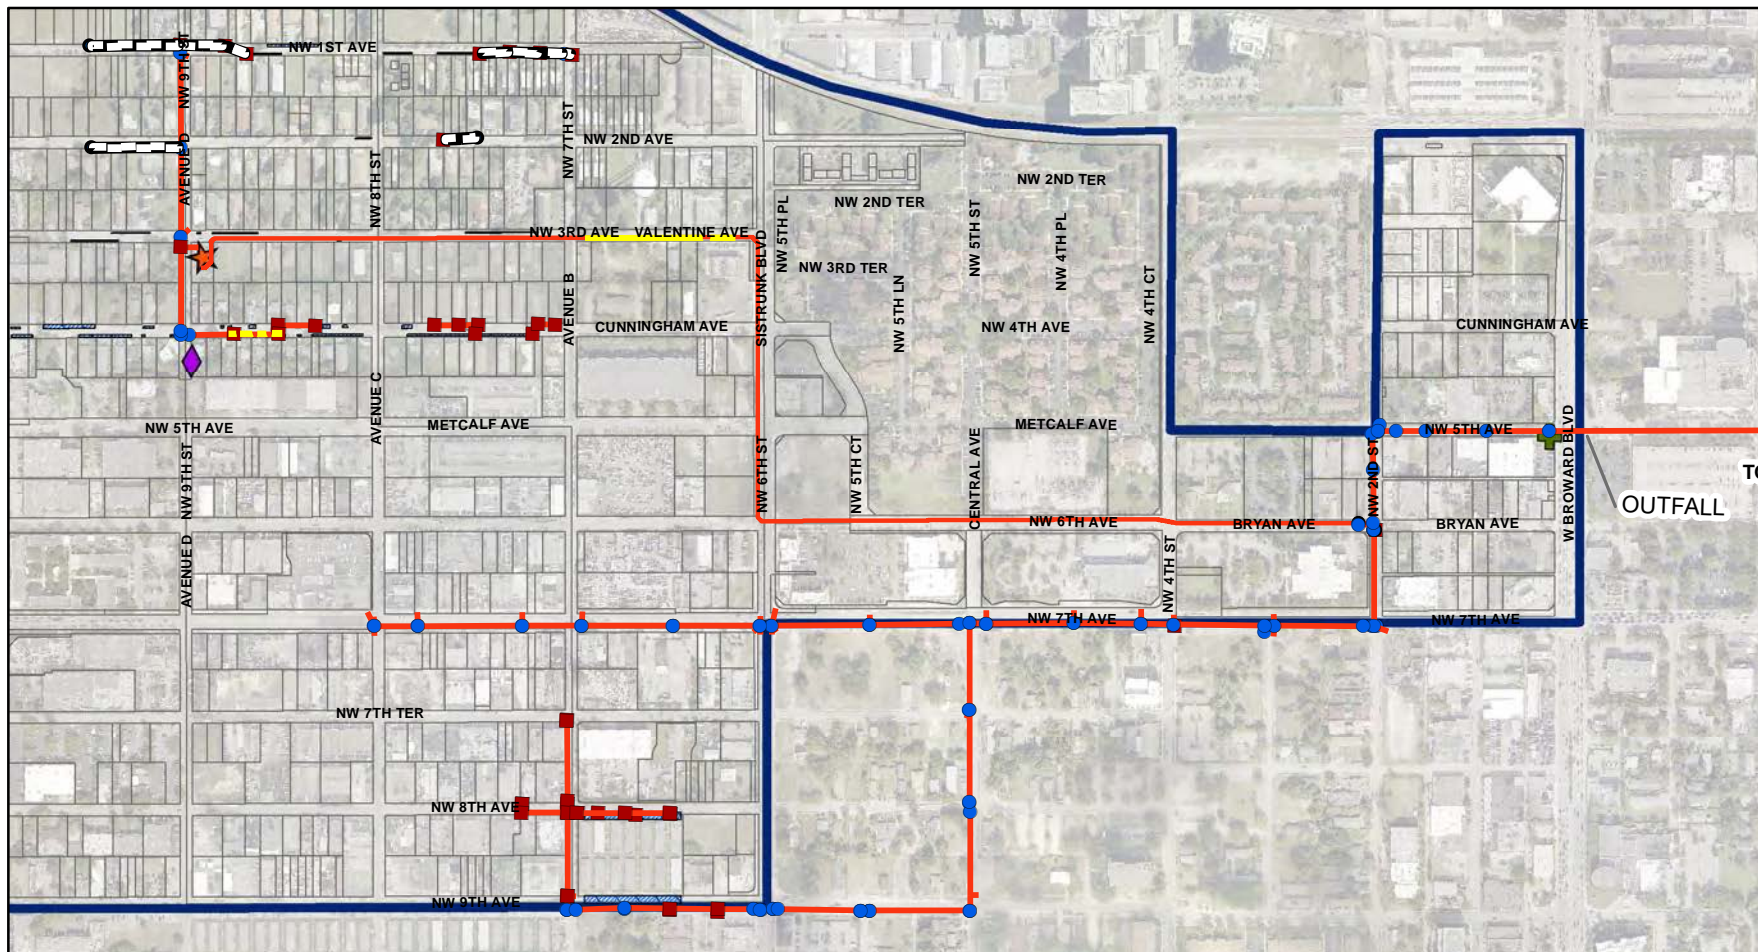 NW 1ST AVE
NW 9TH ST
AVENUE D
NW 8TH ST
NW 7TH ST
NW 2ND AVE
NW 2ND TER
NW 2ND TER
NW 5TH PL
NW 5TH ST
NW 4TH PL
NW 3RD AVE
VALENTINE AVE
SISTRUNK BLVD
NW 3RD TER
NW 5TH LN
NW 4TH CT
AVENUE B
CUNNINGHAM AVE
NW 4TH AVE
CUNNINGHAM AVE
AVENUE C
NW 5TH AVE
METCALF AVE
METCALF AVE
NW 5TH AVE
W BROWARD BLVD
NW 9TH ST
NW 6TH ST
NW 5TH CT
CENTRAL AVE
NW 2ND ST
TO
OUTFALL
NW 6TH AVE
BRYAN AVE
BRYAN AVE
AVENUE D
NW 4TH ST
NW 7TH AVE
NW 7TH AVE
NW 7TH TER
NW 8TH AVE
NW 9TH AVE